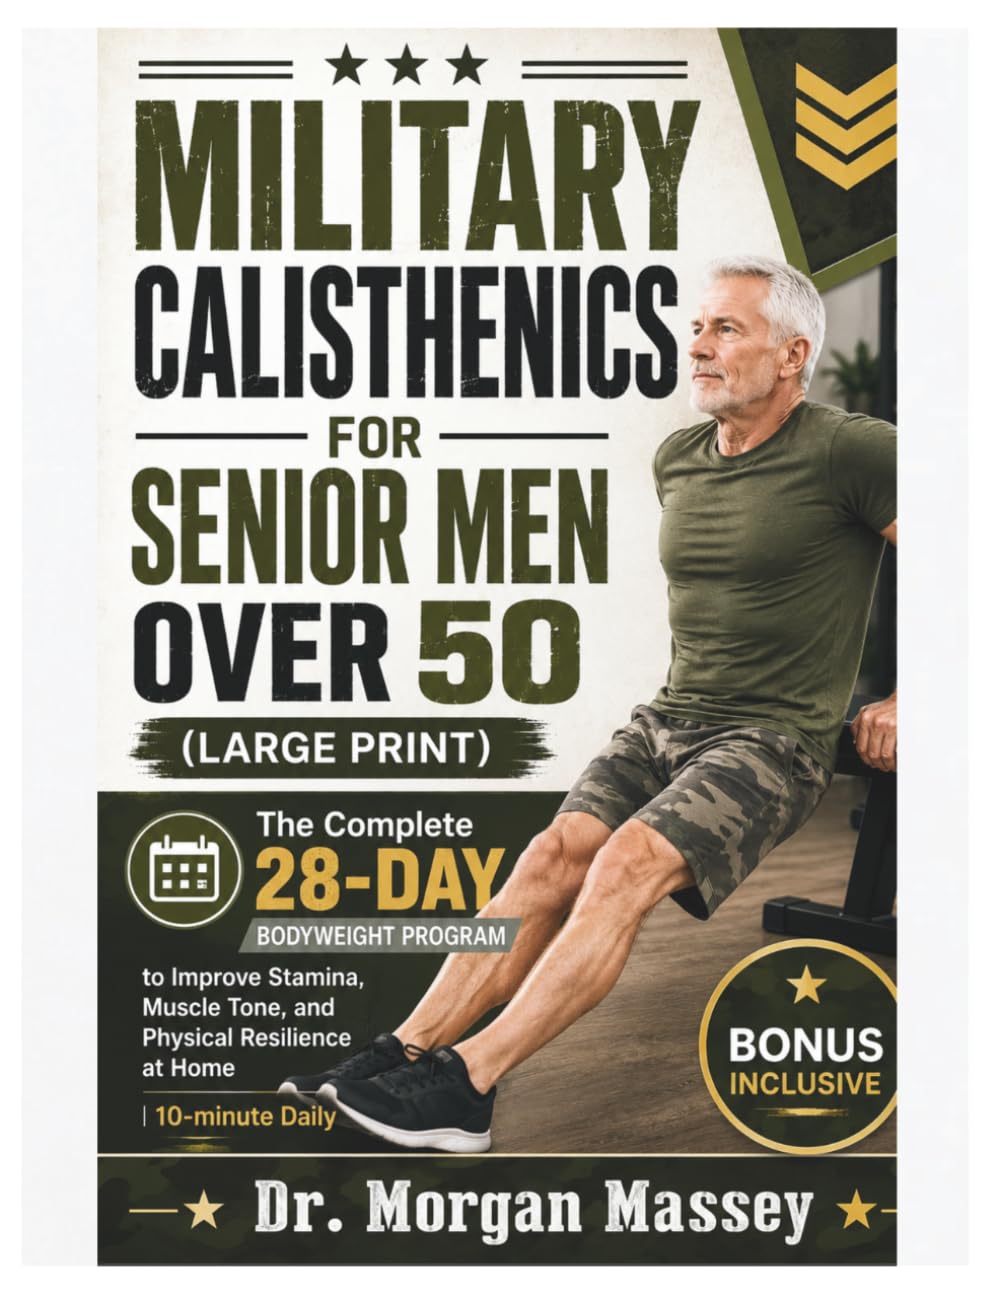 MILITARY
CALISTHENICS
FOR
SENIOR MEN
OVER 50
(LARGE PRINT)
The Complete
28-DAY
BODYWEIGHT PROGRAM
to Improve Stamina,
Muscle Tone, and
Physical Resilience
at Home
| 10-minute Daily
BONUS
INCLUSIVE
Dr. Morgan Massey